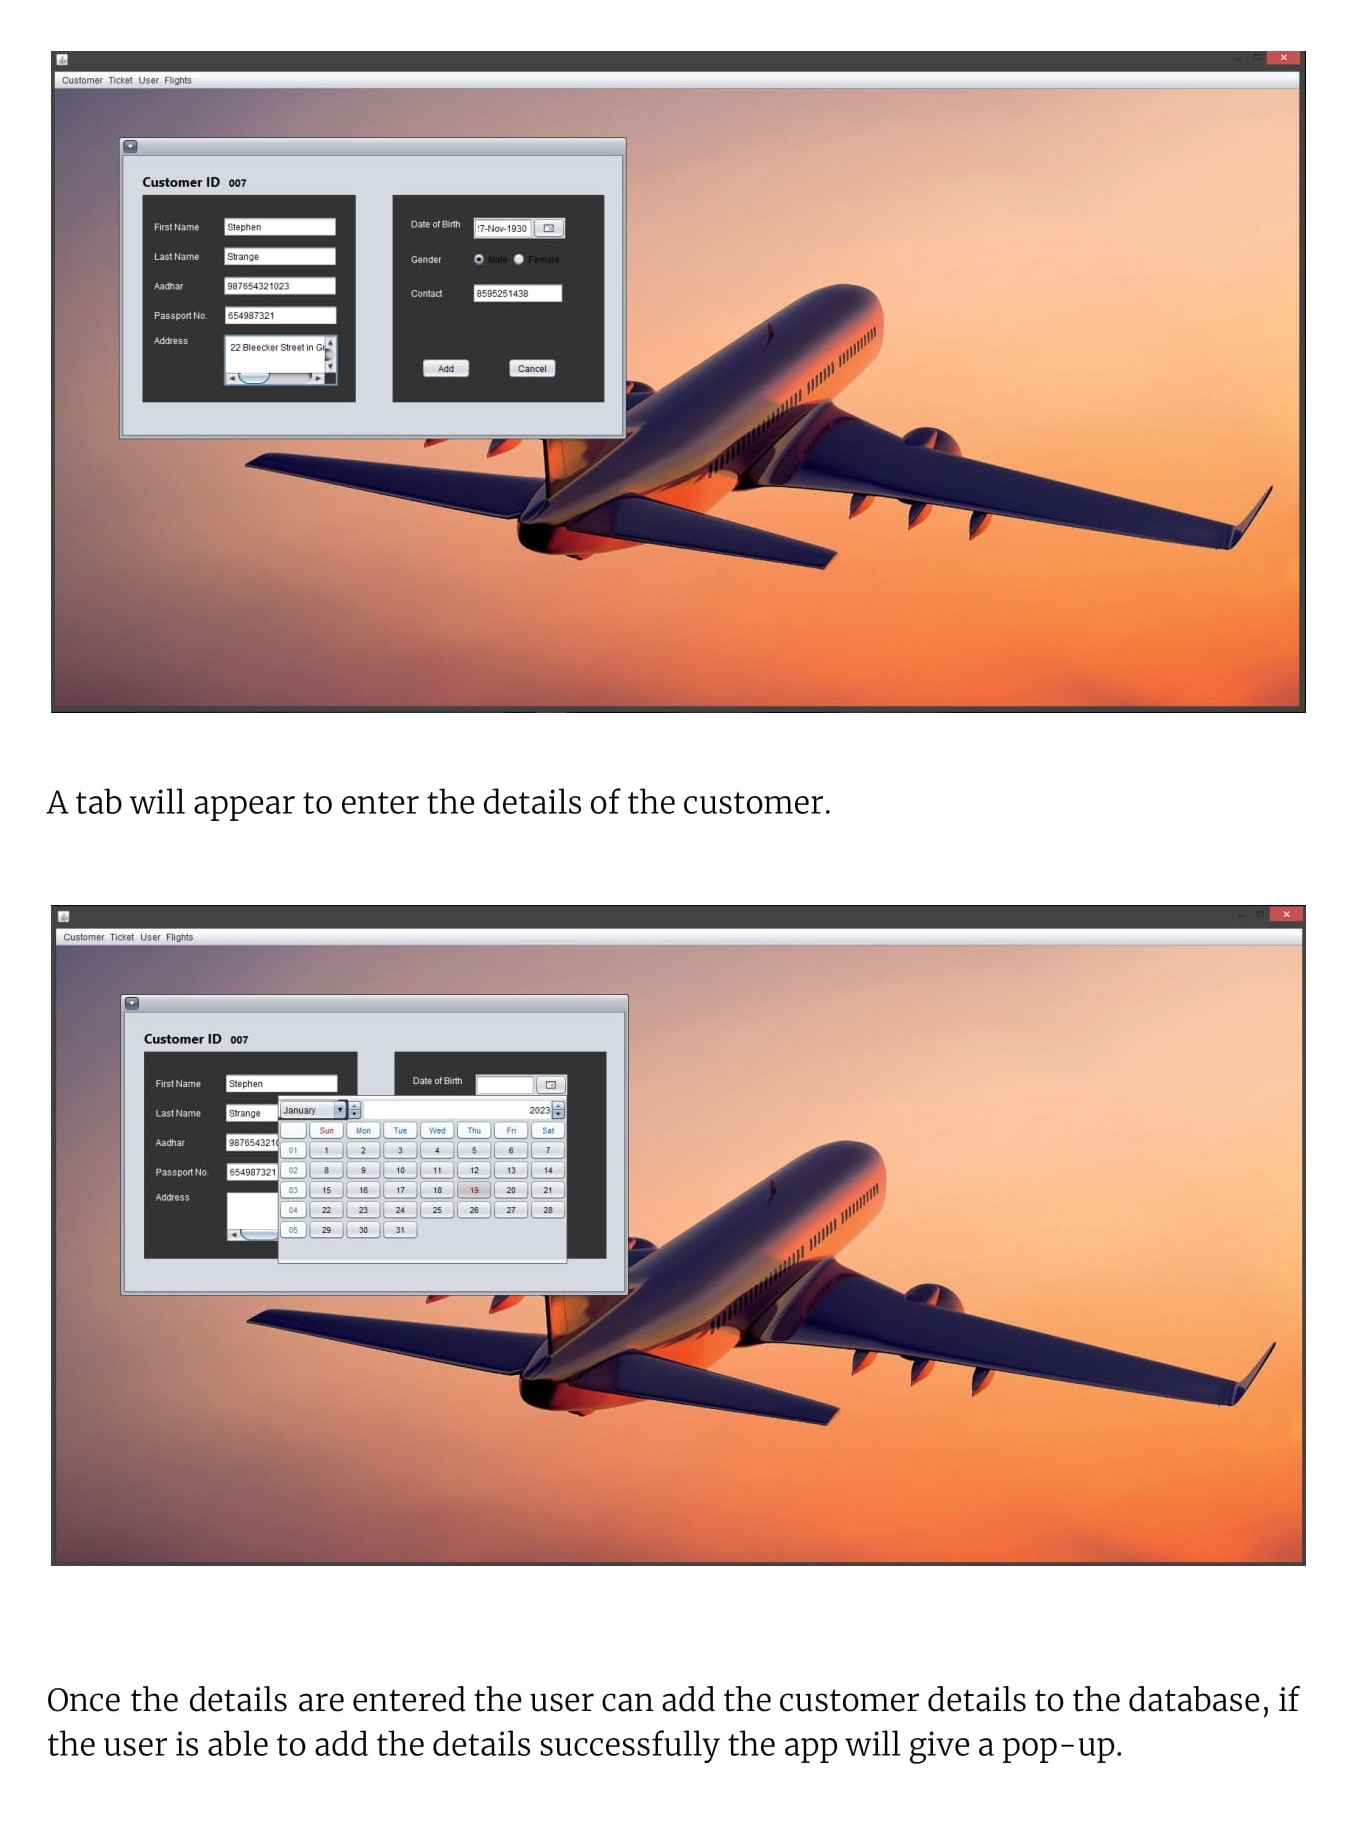 Customer Ticket User Flights
Customer ID 007
First Name Stephen
Last Name Strange
Aadhar 987654321023
Passport No. 654987321
Address 22 Bleecker Street in Gr
Date of Birth 7-Nov-1930
Gender Male Female
Contact 8595251438
Add Cancel
A tab will appear to enter the details of the customer.
Customer Ticket User Flights
Customer ID 007
First Name Stephen
Last Name Strange
Aadhar 987654321
Passport No. 654987321
Address
Date of Birth
January 2023
Sun Mon Tue Wed Thu Fri Sat
01 1 2 3 4 5 6 7
02 8 9 10 11 12 13 14
03 15 16 17 18 19 20 21
04 22 23 24 25 26 27 28
05 29 30 31
Once the details are entered the user can add the customer details to the database, if
the user is able to add the details successfully the app will give a pop-up.